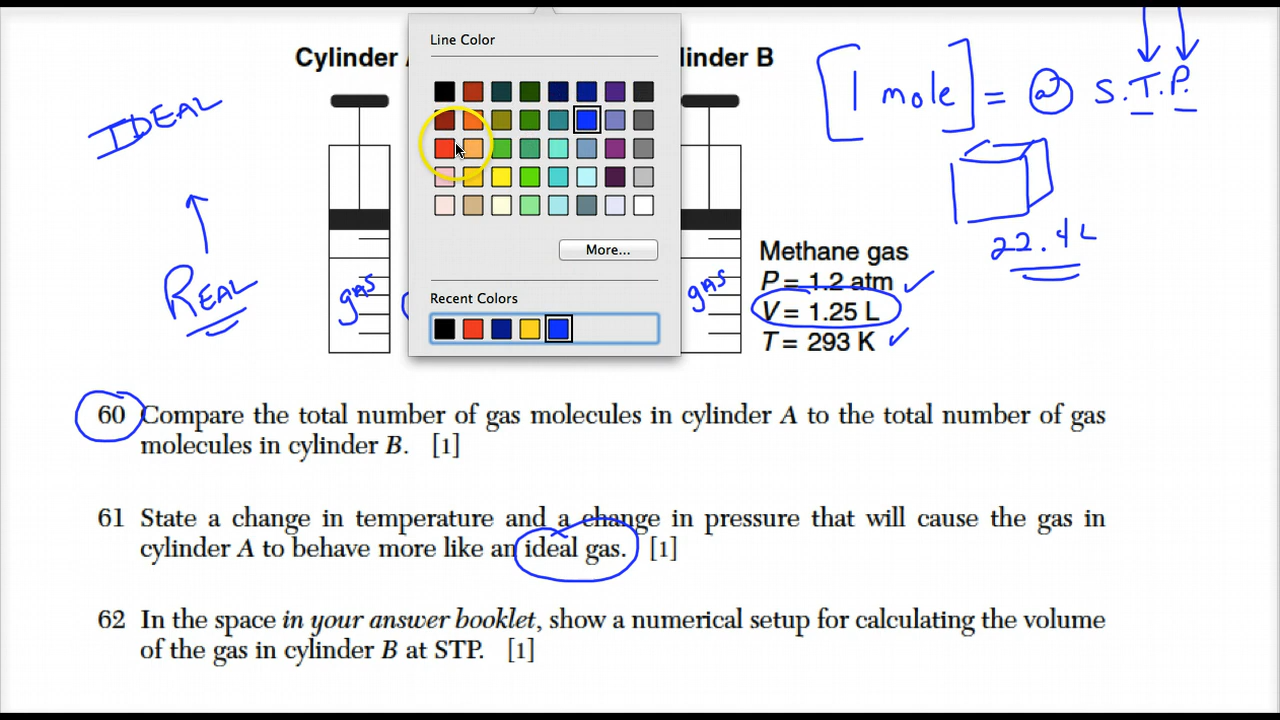 Line Color
Cylinder
linder B
[1 mole] = @ S.T.P.
IDEAL
22.4L
More...
Methane gas
P = 1.2 atm
REAL
gas
gas
Recent Colors
V = 1.25 L
T = 293 K
60 Compare the total number of gas molecules in cylinder A to the total number of gas
molecules in cylinder B. [1]
61 State a change in temperature and a change in pressure that will cause the gas in
cylinder A to behave more like an ideal gas. [1]
62 In the space in your answer booklet, show a numerical setup for calculating the volume
of the gas in cylinder B at STP. [1]